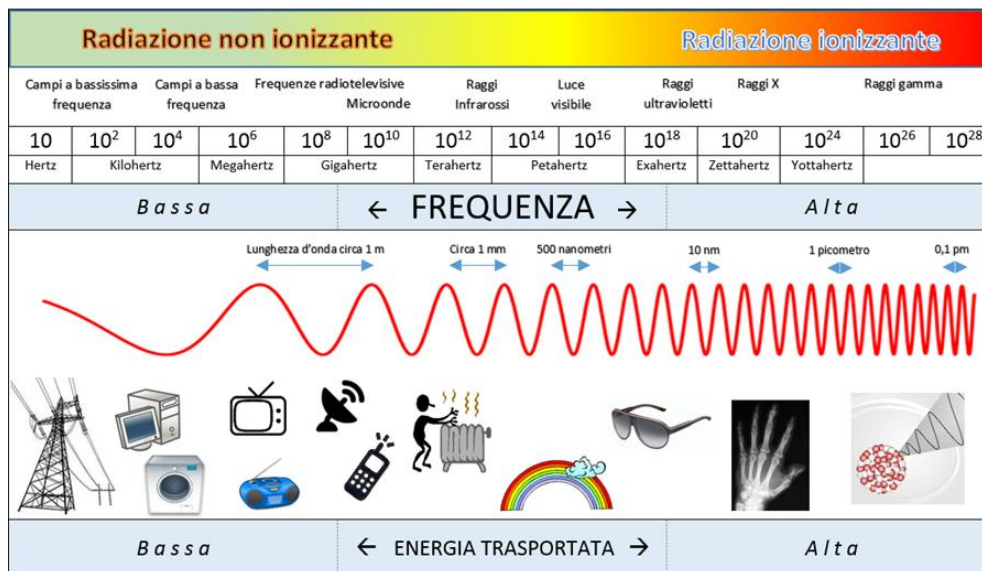 Radiazione non ionizzante
Radiazione ionizzante
Campi a bassissima
frequenza
Campi a bassa
frequenza
Frequenze radiotelevisive
Microonde
Raggi
Infrarossi
Luce
visibile
Raggi
ultravioletti
Raggi X
Raggi gamma
10 10² 10⁴ 10⁶ 10⁸ 10¹⁰ 10¹² 10¹⁴ 10¹⁶ 10¹⁸ 10²⁰ 10²⁴ 10²⁶ 10²⁸
Hertz Kilohertz Megahertz Gigahertz Terahertz Petahertz Exahertz Zettahertz Yottahertz
Bassa ← FREQUENZA → Alta
Lunghezza d'onda circa 1 m Circa 1 mm 500 nanometri 10 nm 1 picometro 0,1 pm
Bassa ← ENERGIA TRASPORTATA → Alta